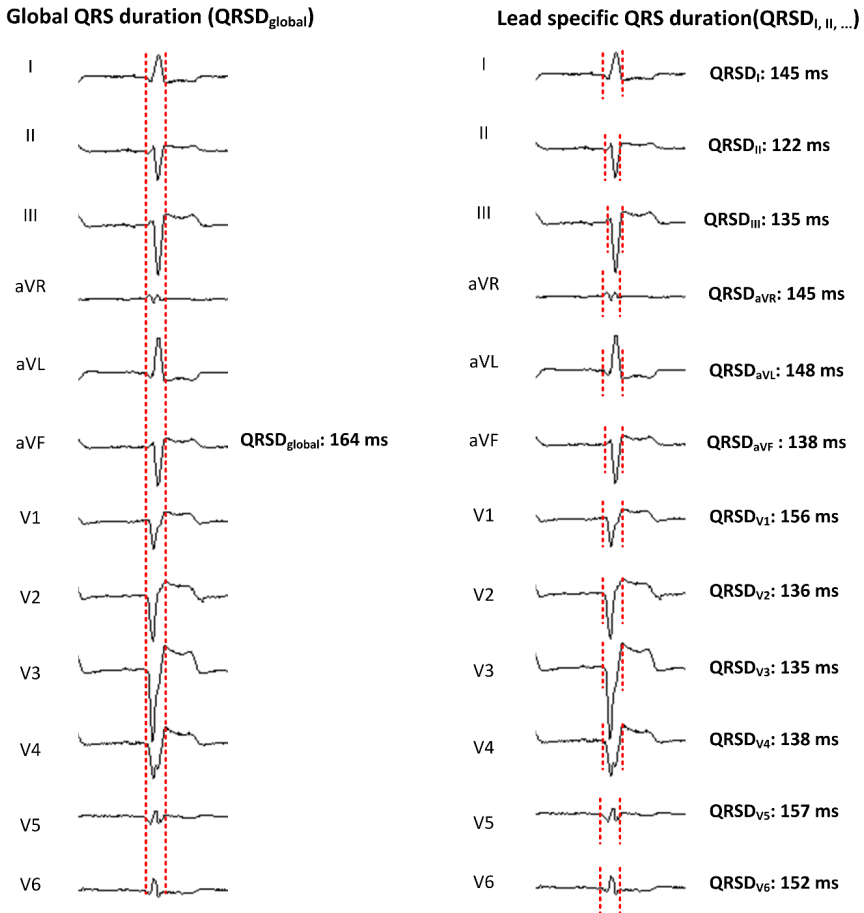 Global QRS duration (QRSDglobal)
I
II
III
aVR
aVL
aVF
QRSDglobal: 164 ms
V1
V2
V3
V4
V5
V6
Lead specific QRS duration(QRSDI, II, ...)
I
QRSDI: 145 ms
II
QRSDII: 122 ms
III
QRSDIII: 135 ms
aVR
QRSDaVR: 145 ms
aVL
QRSDaVL: 148 ms
aVF
QRSDaVF : 138 ms
V1
QRSDV1: 156 ms
V2
QRSDV2: 136 ms
V3
QRSDV3: 135 ms
V4
QRSDV4: 138 ms
V5
QRSDV5: 157 ms
V6
QRSDV6: 152 ms